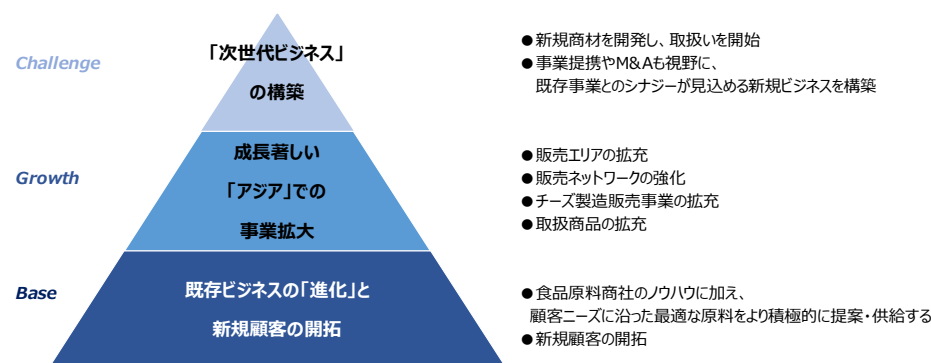 Challenge
「次世代ビジネス」
の構築
●新規商材を開発し、取扱いを開始
●事業提携やM&Aも視野に、
既存事業とのシナジーが見込める新規ビジネスを構築
Growth
成長著しい
「アジア」での
事業拡大
●販売エリアの拡充
●販売ネットワークの強化
●チーズ製造販売事業の拡充
●取扱商品の拡充
Base
既存ビジネスの「進化」と
新規顧客の開拓
●食品原料商社のノウハウに加え、
顧客ニーズに沿った最適な原料をより積極的に提案・供給する
●新規顧客の開拓